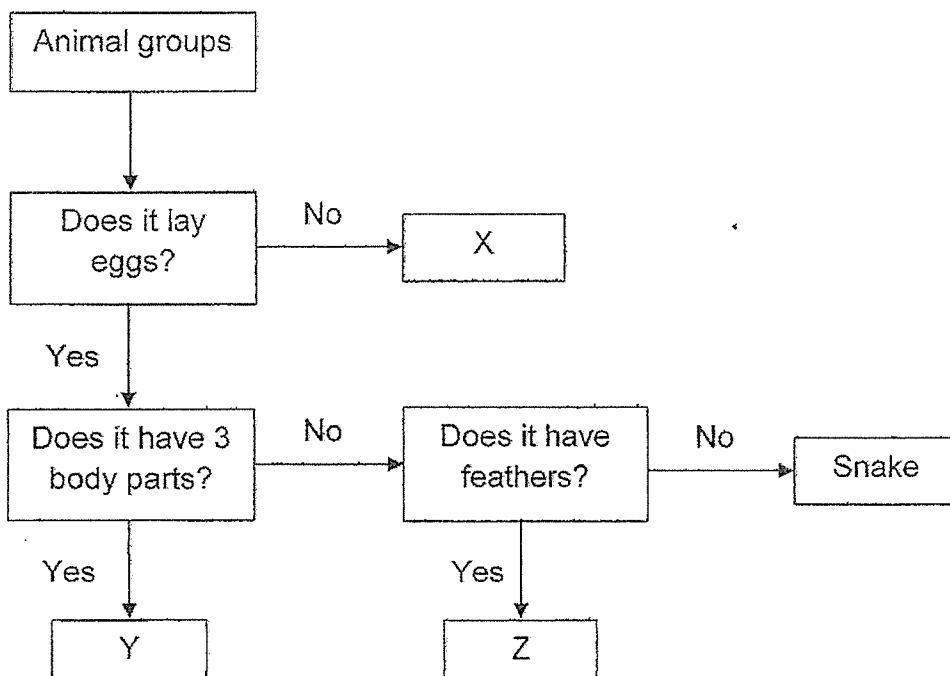 Animal groups
Does it lay
eggs?
No
X
Yes
Does it have 3
body parts?
No
Does it have
feathers?
No
Snake
Yes
Yes
Y
Z